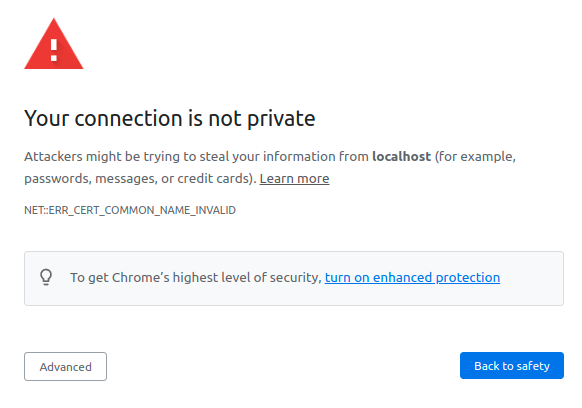 Your connection is not private
Attackers might be trying to steal your information from localhost (for example,
passwords, messages, or credit cards). Learn more
NET::ERR_CERT_COMMON_NAME_INVALID
To get Chrome’s highest level of security, turn on enhanced protection
Advanced
Back to safety